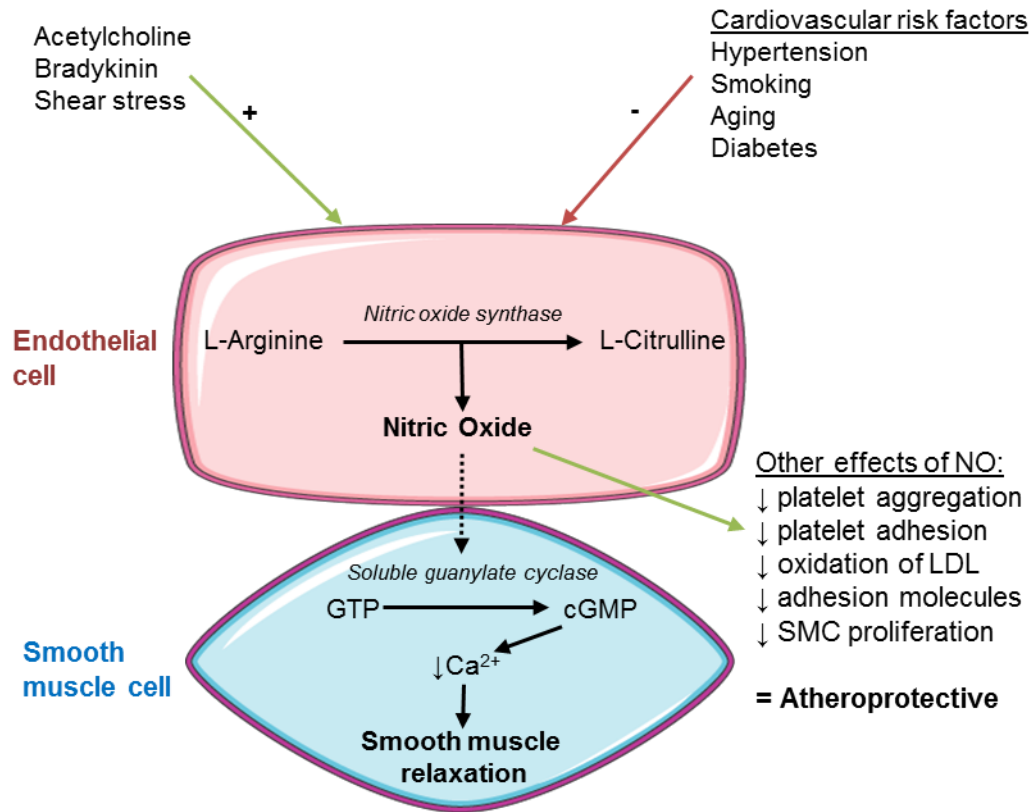 Acetylcholine
Bradykinin
Shear stress
+
Cardiovascular risk factors
Hypertension
Smoking
Aging
Diabetes
-
Endothelial
cell
Nitric oxide synthase
L-Arginine
L-Citrulline
Nitric Oxide
Other effects of NO:
↓ platelet aggregation
↓ platelet adhesion
↓ oxidation of LDL
↓ adhesion molecules
↓ SMC proliferation
= Atheroprotective
Smooth
muscle cell
Soluble guanylate cyclase
GTP
cGMP
↓Ca²⁺
Smooth muscle
relaxation